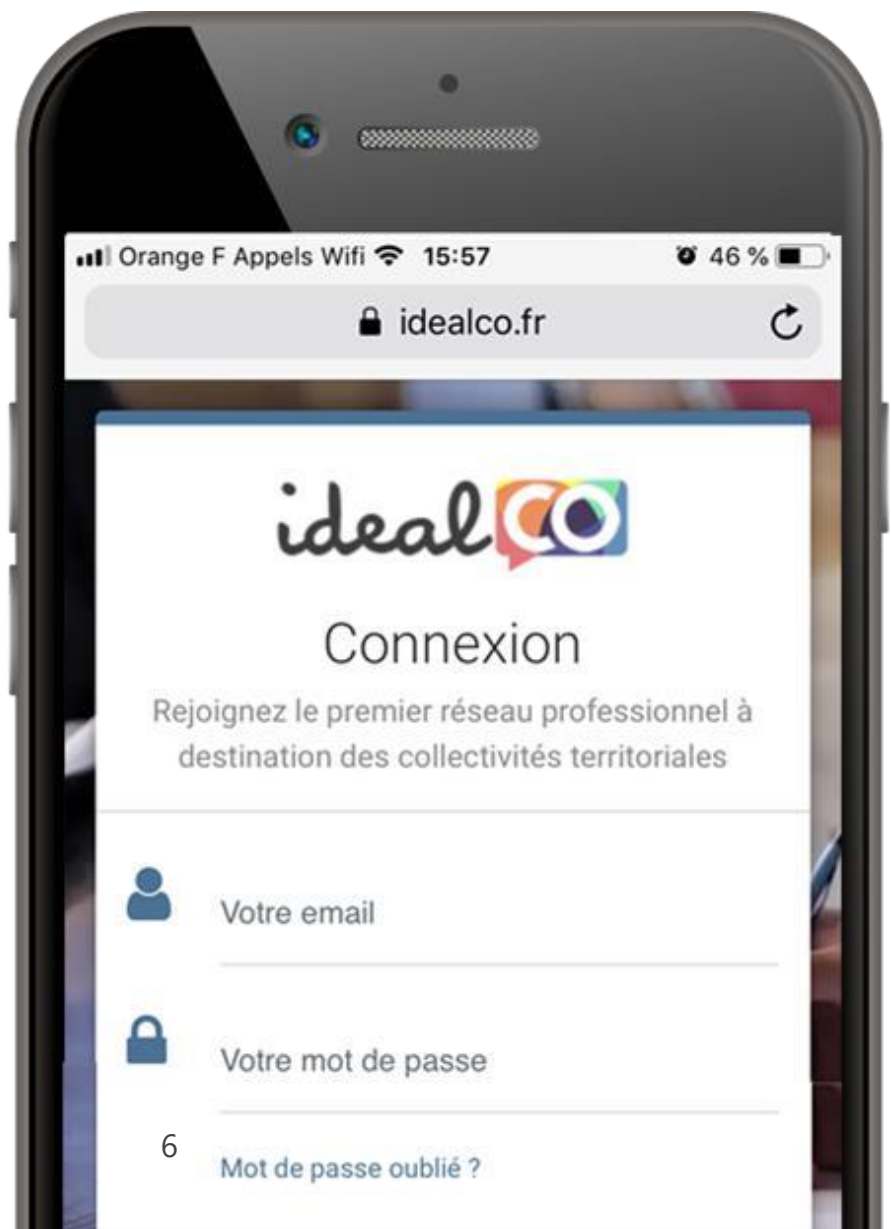 Orange F Appels Wifi 15:57 46 %
idealco.fr
idealCO
Connexion
Rejoignez le premier réseau professionnel à
destination des collectivités territoriales
Votre email
Votre mot de passe
6
Mot de passe oublié ?